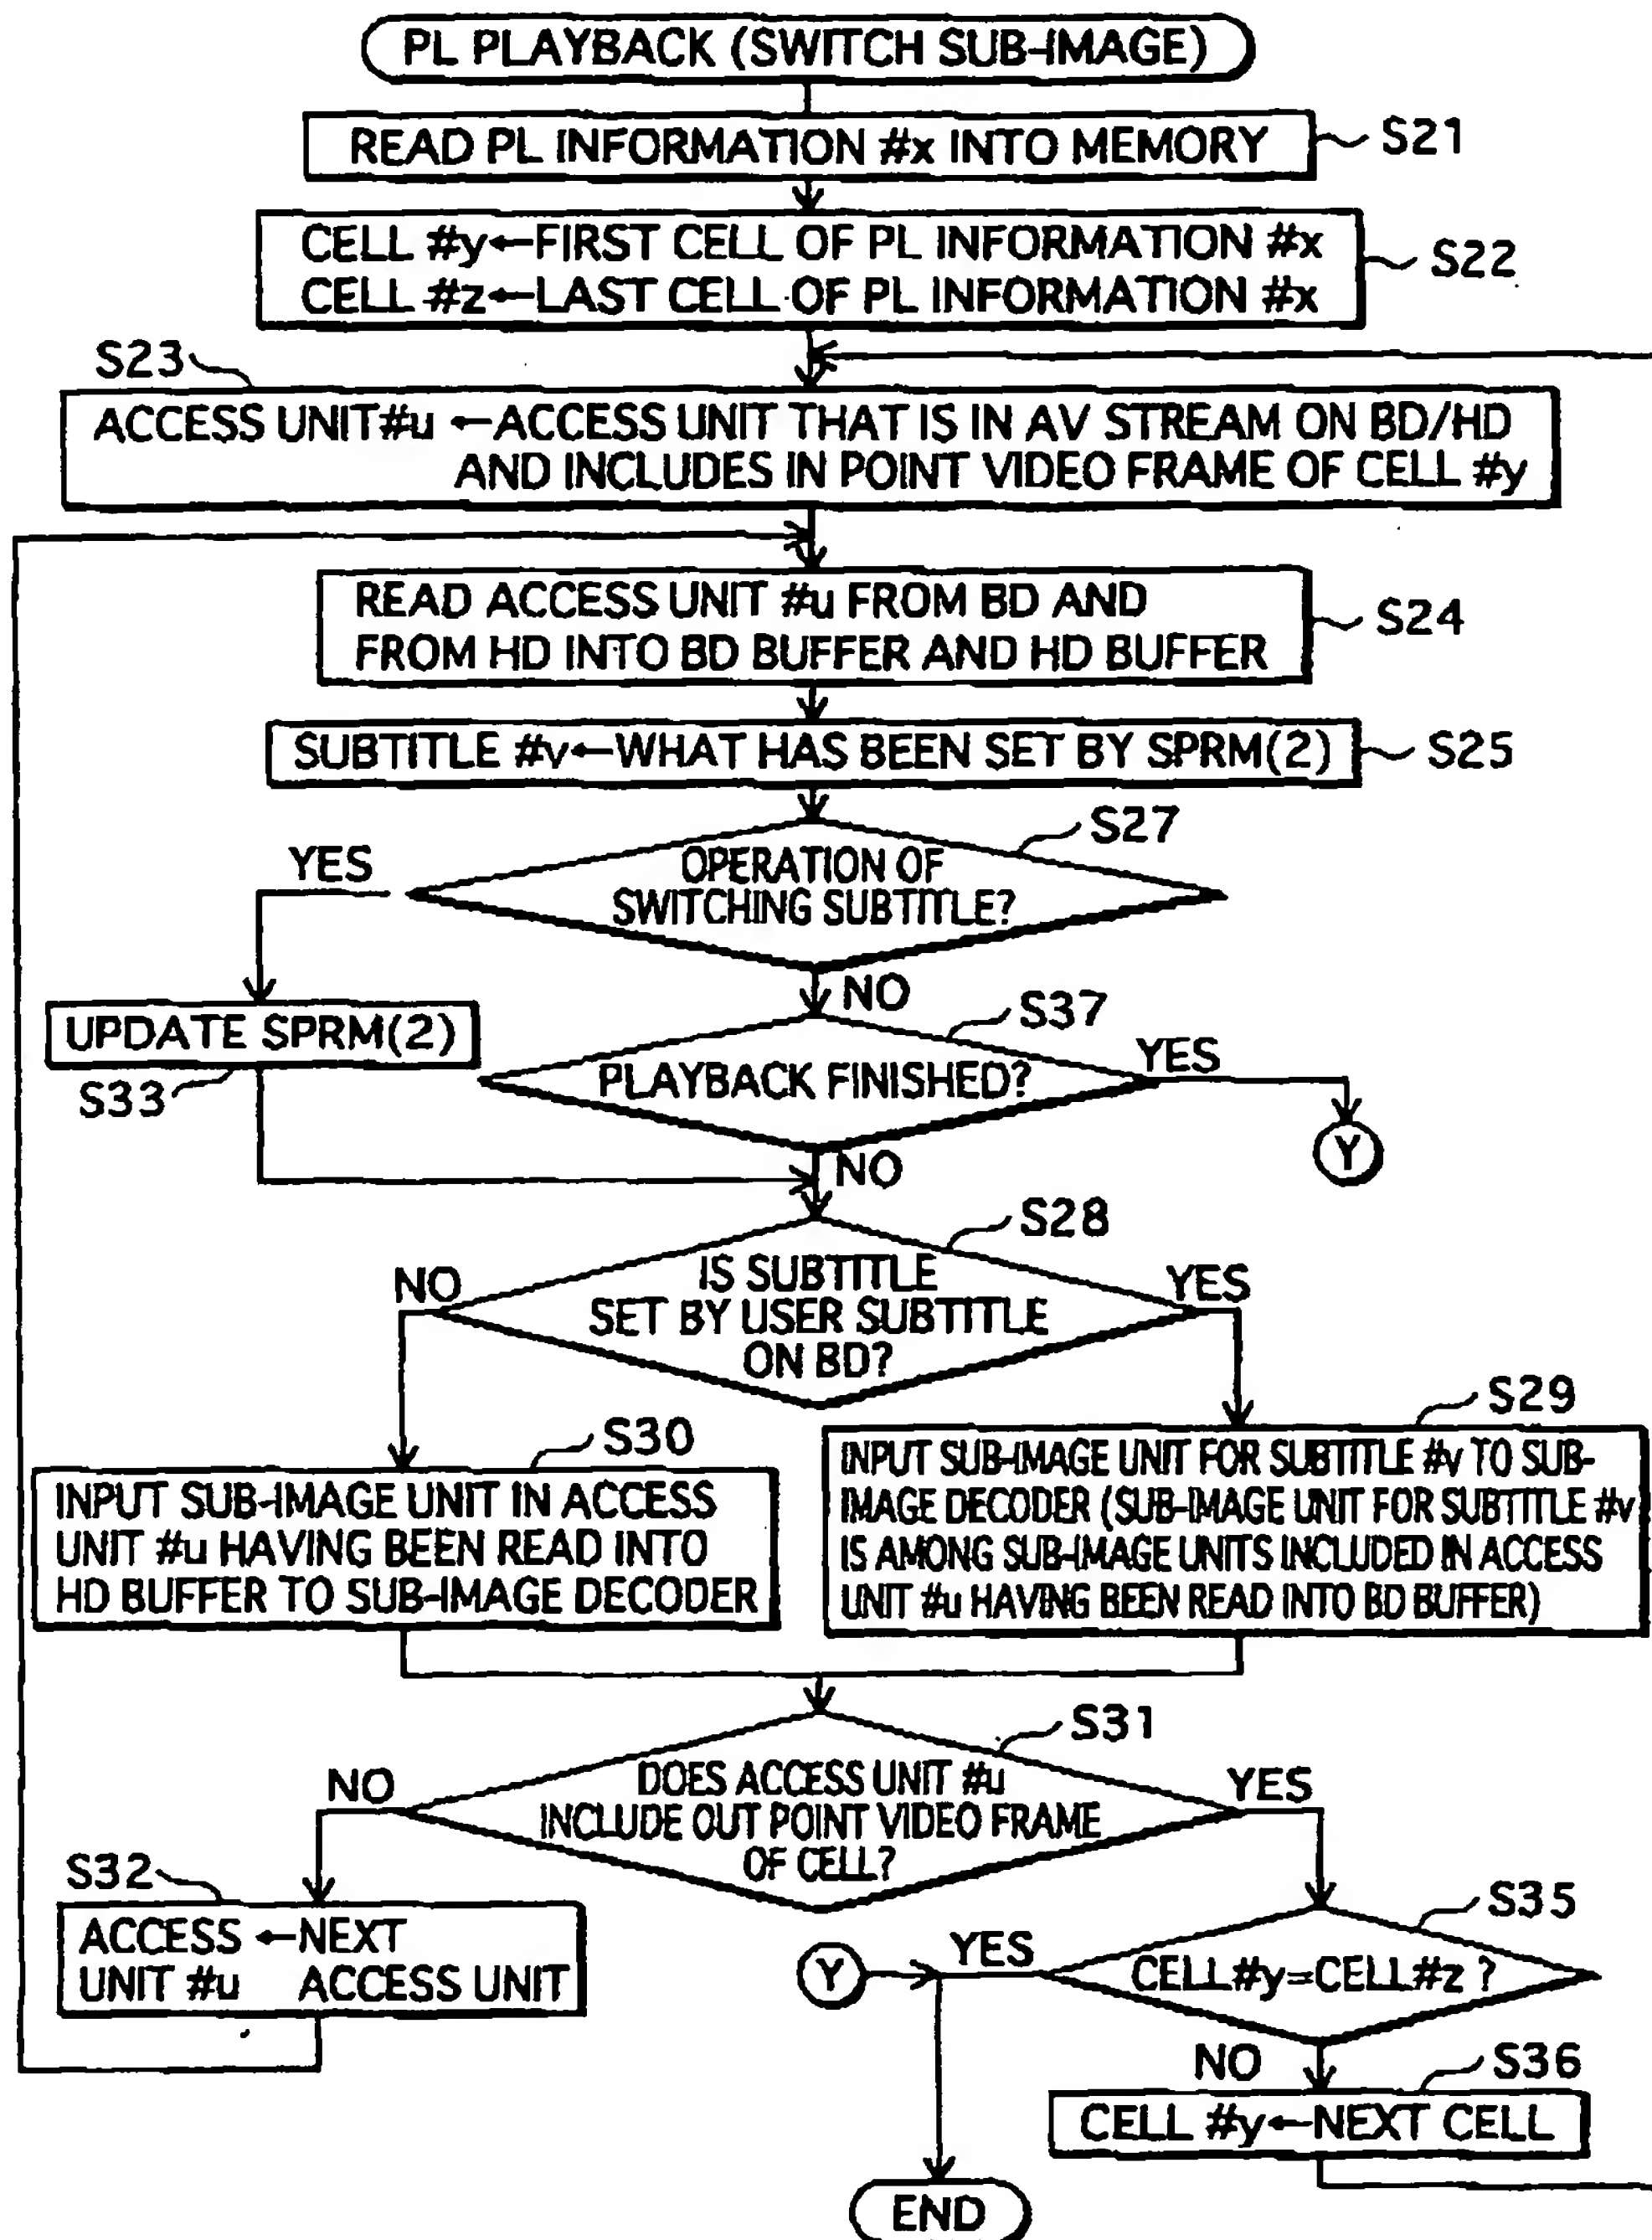 PL PLAYBACK (SWITCH SUB-IMAGE)
READ PL INFORMATION #x INTO MEMORY
S21
CELL #y←FIRST CELL OF PL INFORMATION #x
CELL #z←LAST CELL OF PL INFORMATION #x
S22
S23
ACCESS UNIT#u ←ACCESS UNIT THAT IS IN AV STREAM ON BD/HD
AND INCLUDES IN POINT VIDEO FRAME OF CELL #y
READ ACCESS UNIT #u FROM BD AND
FROM HD INTO BD BUFFER AND HD BUFFER
S24
SUBTITLE #v←WHAT HAS BEEN SET BY SPRM(2)
S25
S27
YES
OPERATION OF
SWITCHING SUBTITLE?
NO
UPDATE SPRM(2)
S33
S37
PLAYBACK FINISHED?
YES
Y
NO
S28
NO
IS SUBTITLE
SET BY USER SUBTITLE
ON BD?
YES
S30
INPUT SUB-IMAGE UNIT IN ACCESS
UNIT #u HAVING BEEN READ INTO
HD BUFFER TO SUB-IMAGE DECODER
S29
INPUT SUB-IMAGE UNIT FOR SUBTITLE #v TO SUB-
IMAGE DECODER (SUB-IMAGE UNIT FOR SUBTITLE #v
IS AMONG SUB-IMAGE UNITS INCLUDED IN ACCESS
UNIT #u HAVING BEEN READ INTO BD BUFFER)
S31
NO
DOES ACCESS UNIT #u
INCLUDE OUT POINT VIDEO FRAME
OF CELL?
YES
S32
ACCESS ←NEXT
UNIT #u ACCESS UNIT
S35
Y
YES
CELL#y=CELL#z ?
NO
S36
CELL #y←NEXT CELL
END